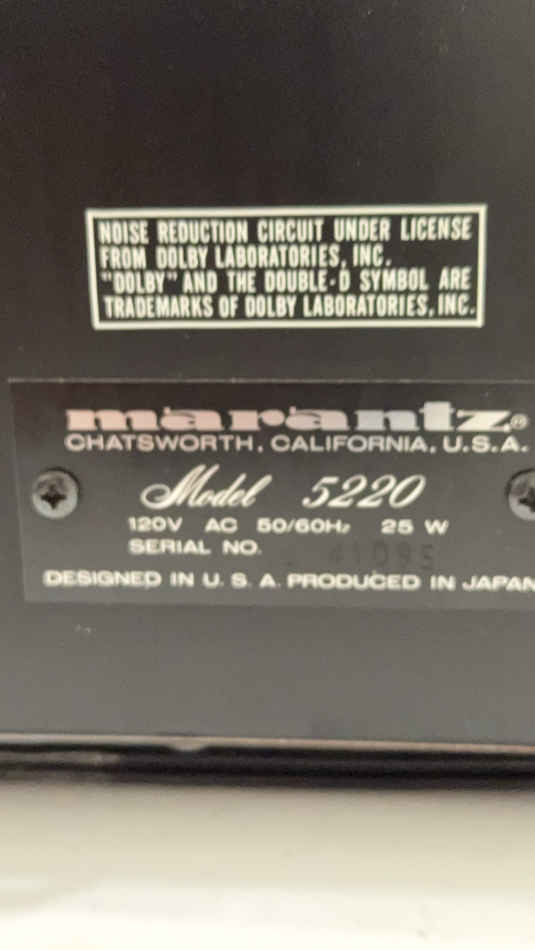 NOISE REDUCTION CIRCUIT UNDER LICENSE
FROM DOLBY LABORATORIES, INC.
"DOLBY" AND THE DOUBLE-D SYMBOL ARE
TRADEMARKS OF DOLBY LABORATORIES, INC.
marantz®
CHATSWORTH, CALIFORNIA, U.S.A.
Model 5220
120V AC 50/60Hz 25 W
SERIAL NO.
DESIGNED IN U. S. A. PRODUCED IN JAPAN